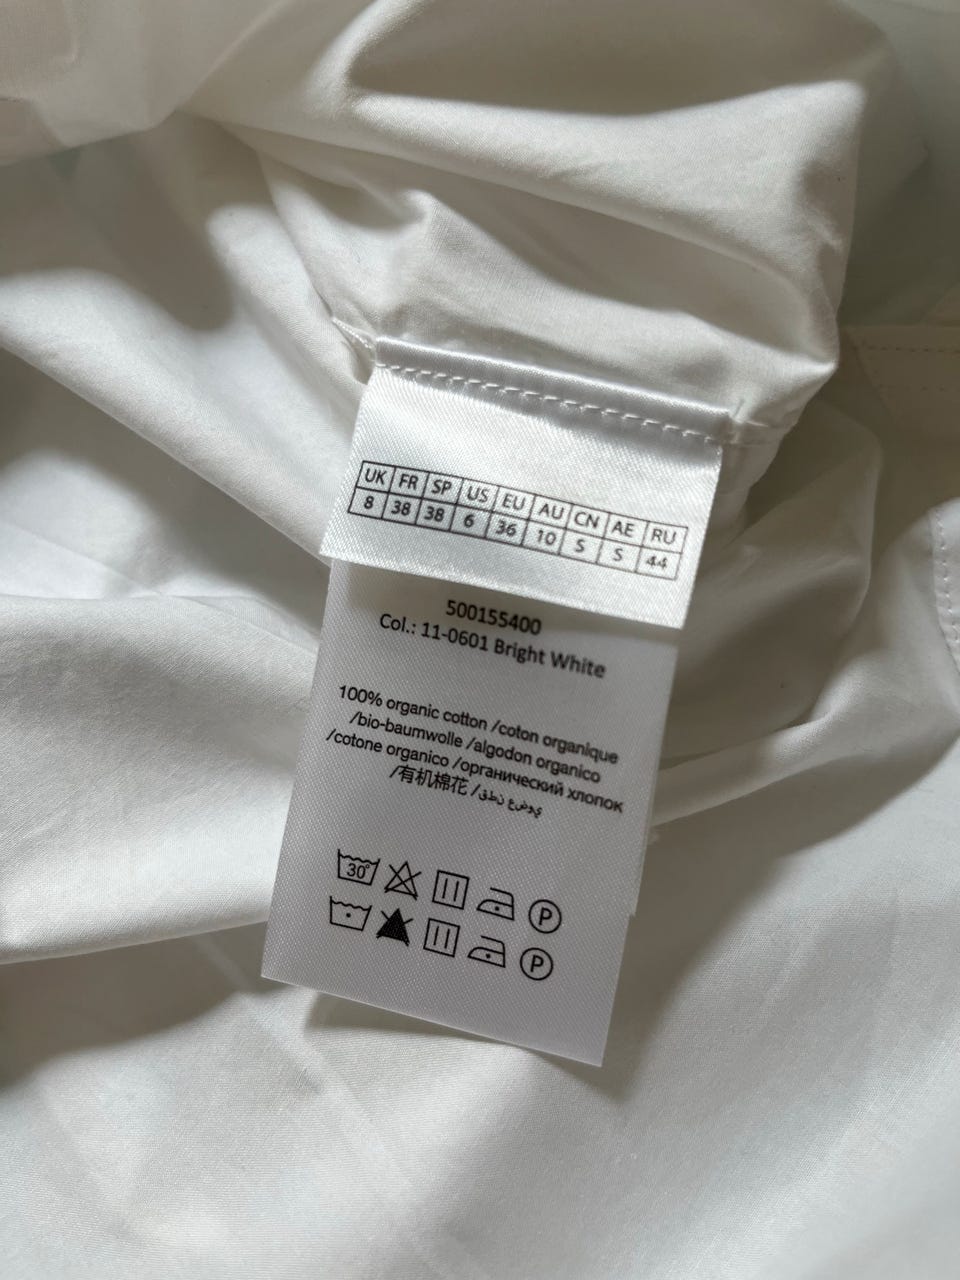 UK FR SP US EU AU CN AE RU
8 38 38 6 36 10 S S 44
500155400
Col.: 11-0601 Bright White
100% organic cotton /coton organique
/bio-baumwolle /algodon organico
/cotone organico /органический хлопок
/有机棉花 /قطن عضوي
30°
P
P